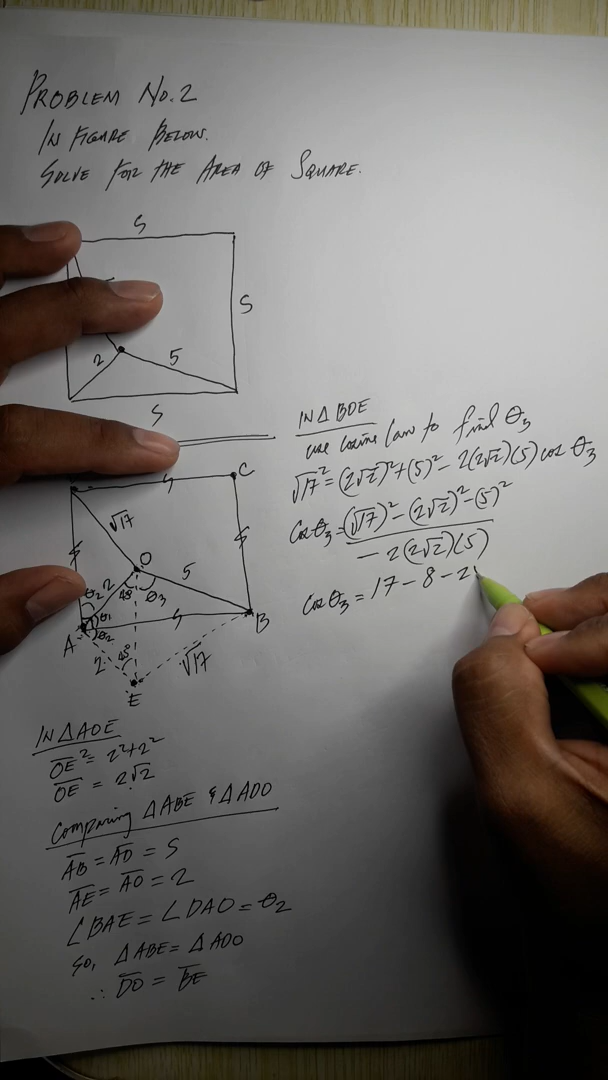 PROBLEM NO.2
IN FIGURE BELOW.
SOLVE FOR THE AREA OF SQUARE.
S
S
2
5
S
IN Δ BOE
use cosine law to find θ3
√17² = (2√2)² + (5)² - 2(2√2)(5) cos θ3
cos θ3 = (√17)² - (2√2)² - (5)²
- 2(2√2)(5)
cos θ3 = 17 - 8 - 2
C
S
√17
S
S
O
2
θ2
45°
θ3
5
θ1
S
A
θ2
B
2
45°
√17
E
IN Δ AOE
OE² = 2² + 2²
OE = 2√2
Comparing Δ ABE & Δ ADO
AB = AD = S
AE = AO = 2
∠BAE = ∠DAO = θ2
SO, Δ ABE = Δ ADO
∴ DO = BE